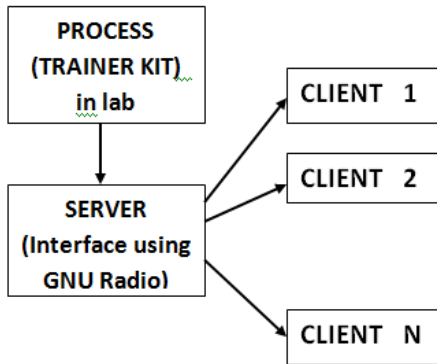 PROCESS
(TRAINER KIT)
in lab
CLIENT 1
CLIENT 2
SERVER
(Interface using
GNU Radio)
CLIENT N